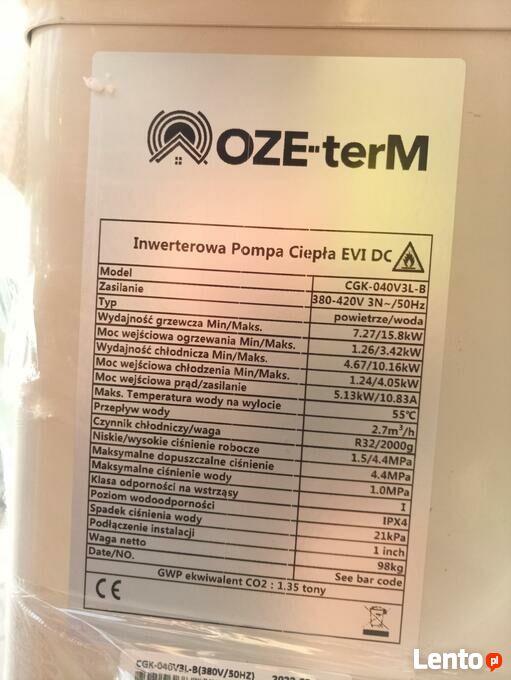 OZE-terM
Inwerterowa Pompa Ciepła EVI DC
Model CGK-040V3L-B
Zasilanie 380-420V 3N~/50Hz
Typ powietrze/woda
Wydajność grzewcza Min/Maks. 7.27/15.8kW
Moc wejściowa ogrzewania Min/Maks. 1.26/3.42kW
Wydajność chłodnicza Min/Maks. 4.67/10.16kW
Moc wejściowa chłodzenia Min/Maks. 1.24/4.05kW
Moc wejściowa prąd/zasilanie 5.13kW/10.83A
Maks. Temperatura wody na wylocie 55℃
Przepływ wody 2.7m³/h
Czynnik chłodniczy/waga R32/2000g
Niskie/wysokie ciśnienie robocze 1.5/4.4MPa
Maksymalne dopuszczalne ciśnienie 4.4MPa
Maksymalne ciśnienie wody 1.0MPa
Klasa odporności na wstrząsy I
Poziom wodoodporności IPX4
Spadek ciśnienia wody 21kPa
Podłączenie instalacji 1 inch
Waga netto 98kg
Date/NO. See bar code
GWP ekwiwalent CO2 : 1.35 tony
CE
CGK-040V3L-B(380V/50HZ)
Lento.pl